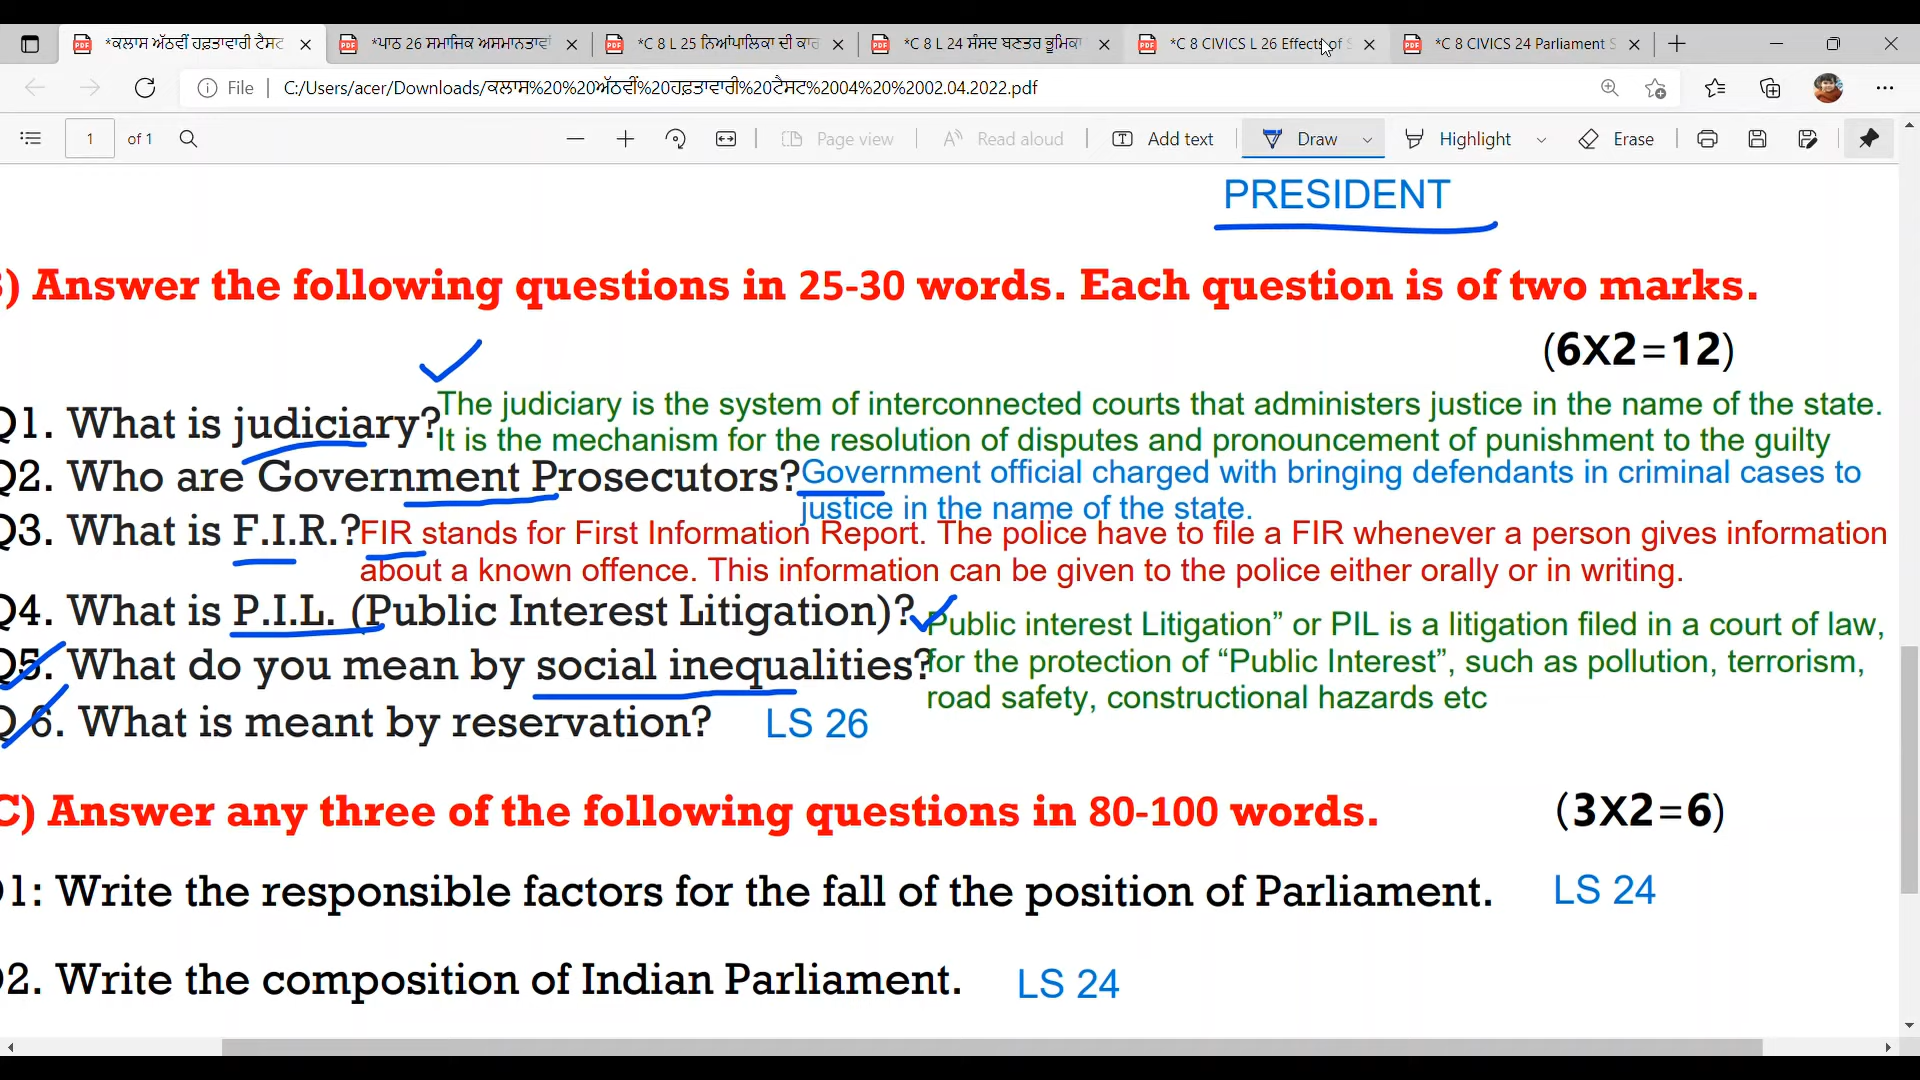 *ਕਲਾਸ ਅੱਠਵੀਂ ਹਫ਼ਤਾਵਾਰੀ ਟੈਸਟ
*ਪਾਠ 26 ਸਮਾਜਿਕ ਅਸਮਾਨਤਾਵਾਂ
*C 8 L 25 ਨਿਆਂਪਾਲਿਕਾ ਦੀ ਕਾਰ
*C 8 L 24 ਸੰਸਦ ਬਣਤਰ ਭੂਮਿਕਾ
*C 8 CIVICS L 26 Effects of S
*C 8 CIVICS 24 Parliament S
File
C:/Users/acer/Downloads/ਕਲਾਸ%20%20ਅੱਠਵੀਂ%20ਹਫ਼ਤਾਵਾਰੀ%20ਟੈਸਟ%2004%20%2002.04.2022.pdf
1 of 1 Page view Read aloud Add text Draw Highlight Erase
PRESIDENT
) Answer the following questions in 25-30 words. Each question is of two marks.
(6X2=12)
Q1. What is judiciary?
The judiciary is the system of interconnected courts that administers justice in the name of the state.
It is the mechanism for the resolution of disputes and pronouncement of punishment to the guilty
Q2. Who are Government Prosecutors?
Government official charged with bringing defendants in criminal cases to
justice in the name of the state.
Q3. What is F.I.R.?
FIR stands for First Information Report. The police have to file a FIR whenever a person gives information
about a known offence. This information can be given to the police either orally or in writing.
Q4. What is P.I.L. (Public Interest Litigation)?
Public interest Litigation” or PIL is a litigation filed in a court of law,
for the protection of “Public Interest”, such as pollution, terrorism,
road safety, constructional hazards etc
Q5. What do you mean by social inequalities?
Q 6. What is meant by reservation? LS 26
C) Answer any three of the following questions in 80-100 words. (3X2=6)
1: Write the responsible factors for the fall of the position of Parliament. LS 24
2. Write the composition of Indian Parliament. LS 24